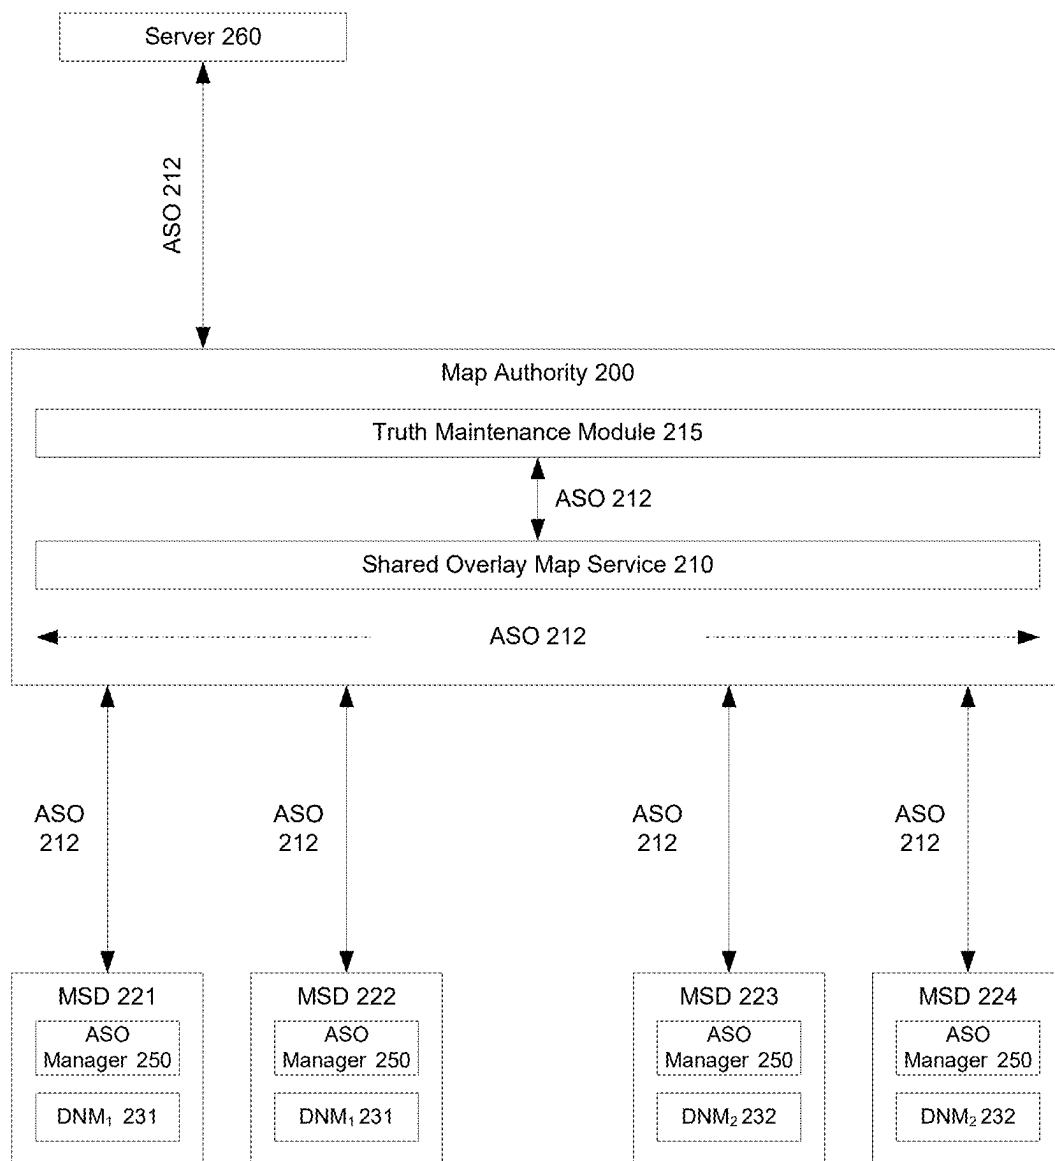 Server 260
ASO 212
Map Authority 200
Truth Maintenance Module 215
ASO 212
Shared Overlay Map Service 210
ASO 212
ASO
212
ASO
212
ASO
212
ASO
212
MSD 221
ASO
Manager 250
DNM₁ 231
MSD 222
ASO
Manager 250
DNM₁ 231
MSD 223
ASO
Manager 250
DNM₂ 232
MSD 224
ASO
Manager 250
DNM₂ 232